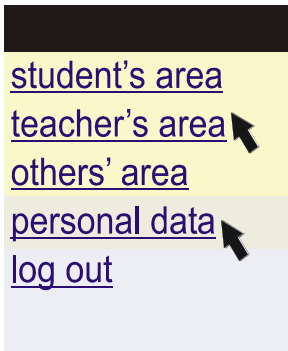 student’s area
teacher’s area
others’ area
personal data
log out